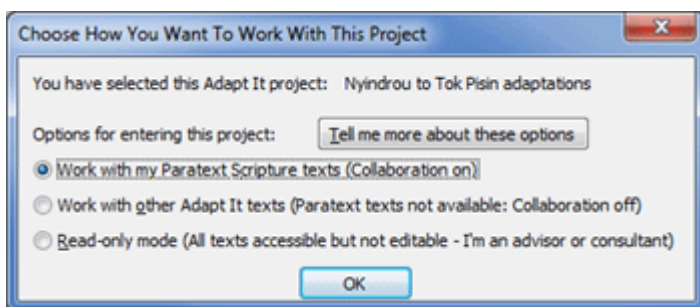 Choose How You Want To Work With This Project
You have selected this Adapt It project: Nyindrou to Tok Pisin adaptations
Options for entering this project: Tell me more about these options
Work with my Paratext Scripture texts (Collaboration on)
Work with other Adapt It texts (Paratext texts not available: Collaboration off)
Read-only mode (All texts accessible but not editable - I'm an advisor or consultant)
OK